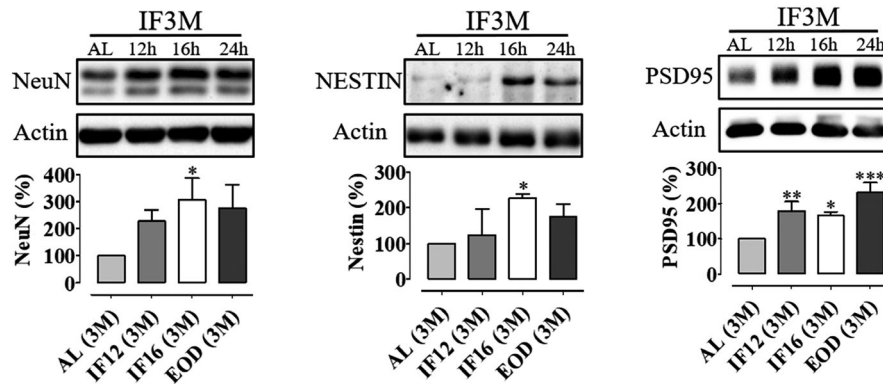 IF3M
AL 12h 16h 24h
NeuN
Actin
NeuN (%)
400
300
200
100
0
*
AL (3M)
IF12 (3M)
IF16 (3M)
EOD (3M)
IF3M
AL 12h 16h 24h
NESTIN
Actin
Nestin (%)
300
200
100
0
*
AL (3M)
IF12 (3M)
IF16 (3M)
EOD (3M)
IF3M
AL 12h 16h 24h
PSD95
Actin
PSD95 (%)
300
200
100
0
**
*
***
AL (3M)
IF12 (3M)
IF16 (3M)
EOD (3M)